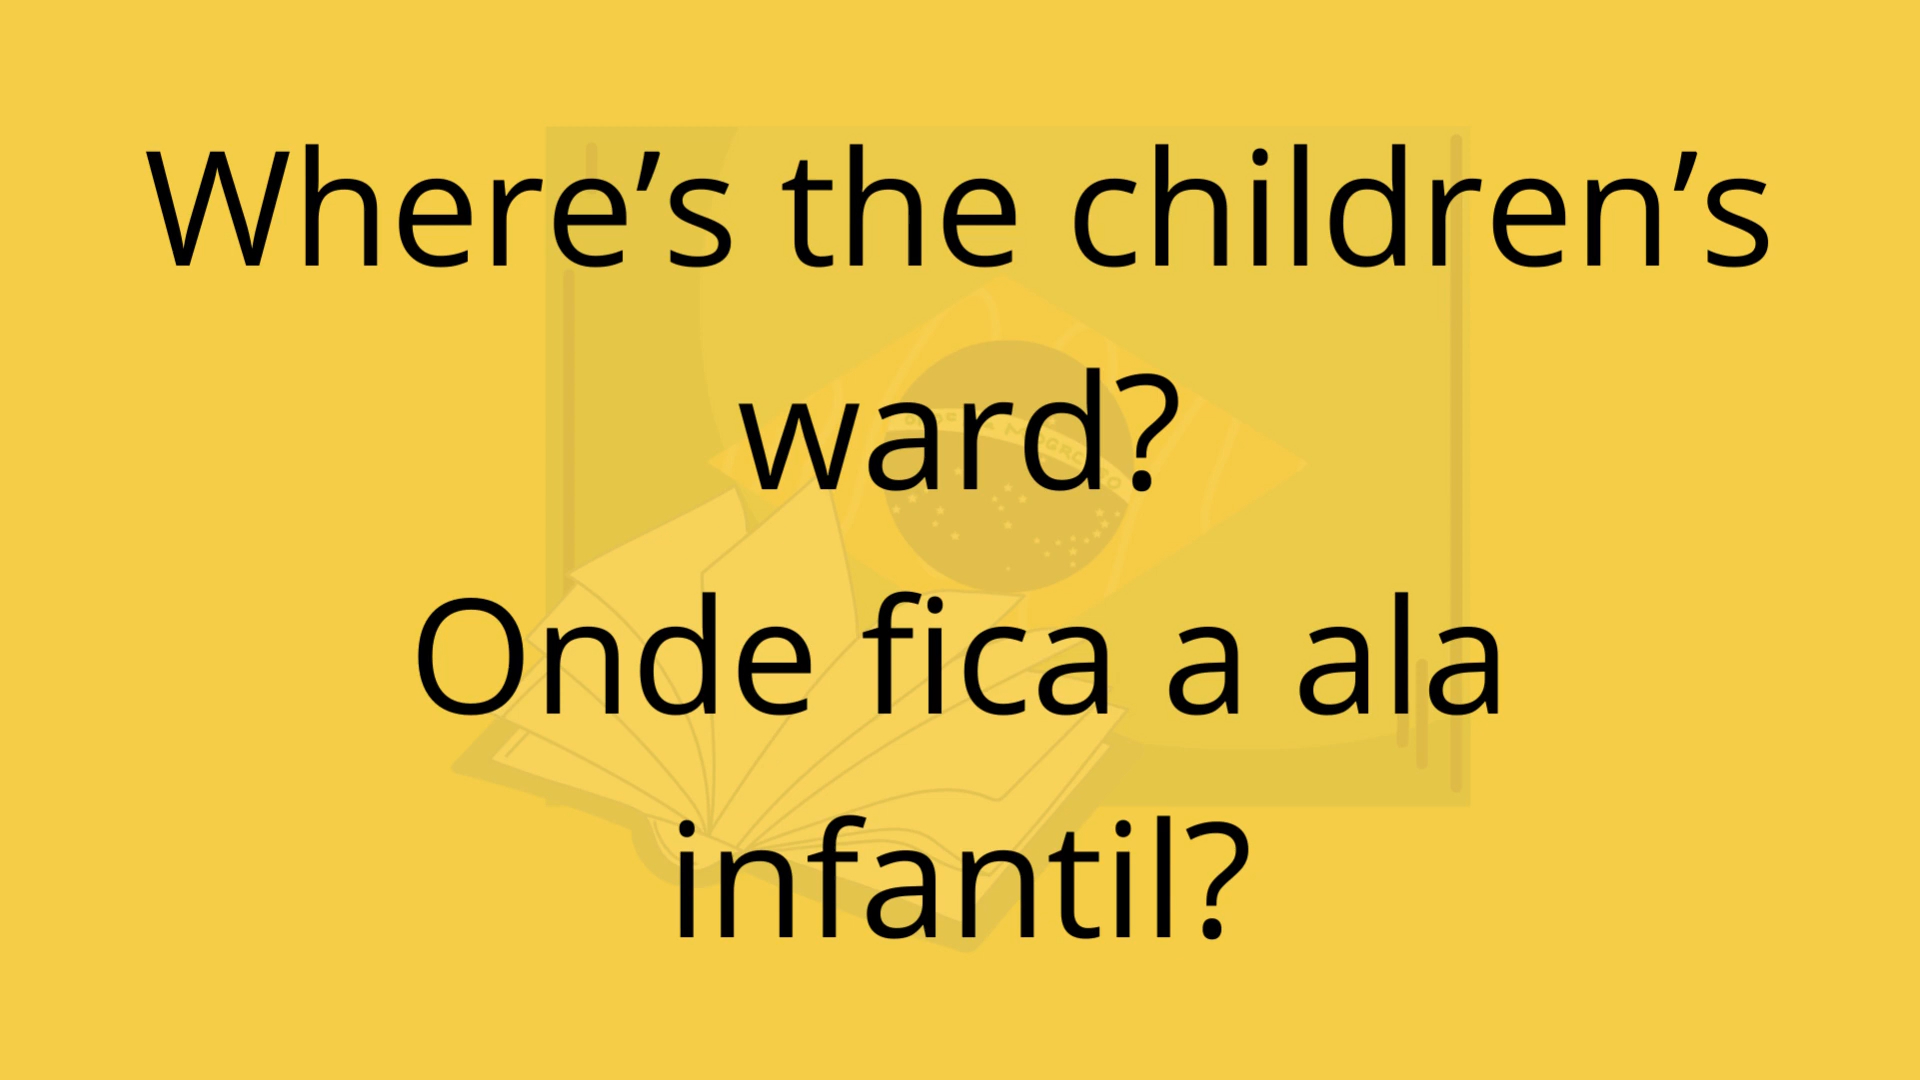 Where’s the children’s
ward?
Onde fica a ala
infantil?